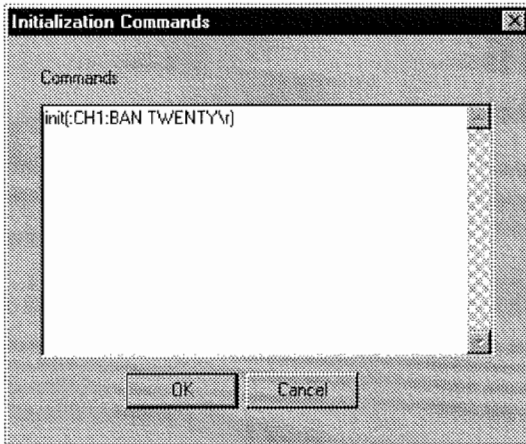 Initialization Commands
Commands
init(:CH1:BAN TWENTY\r)
OK
Cancel